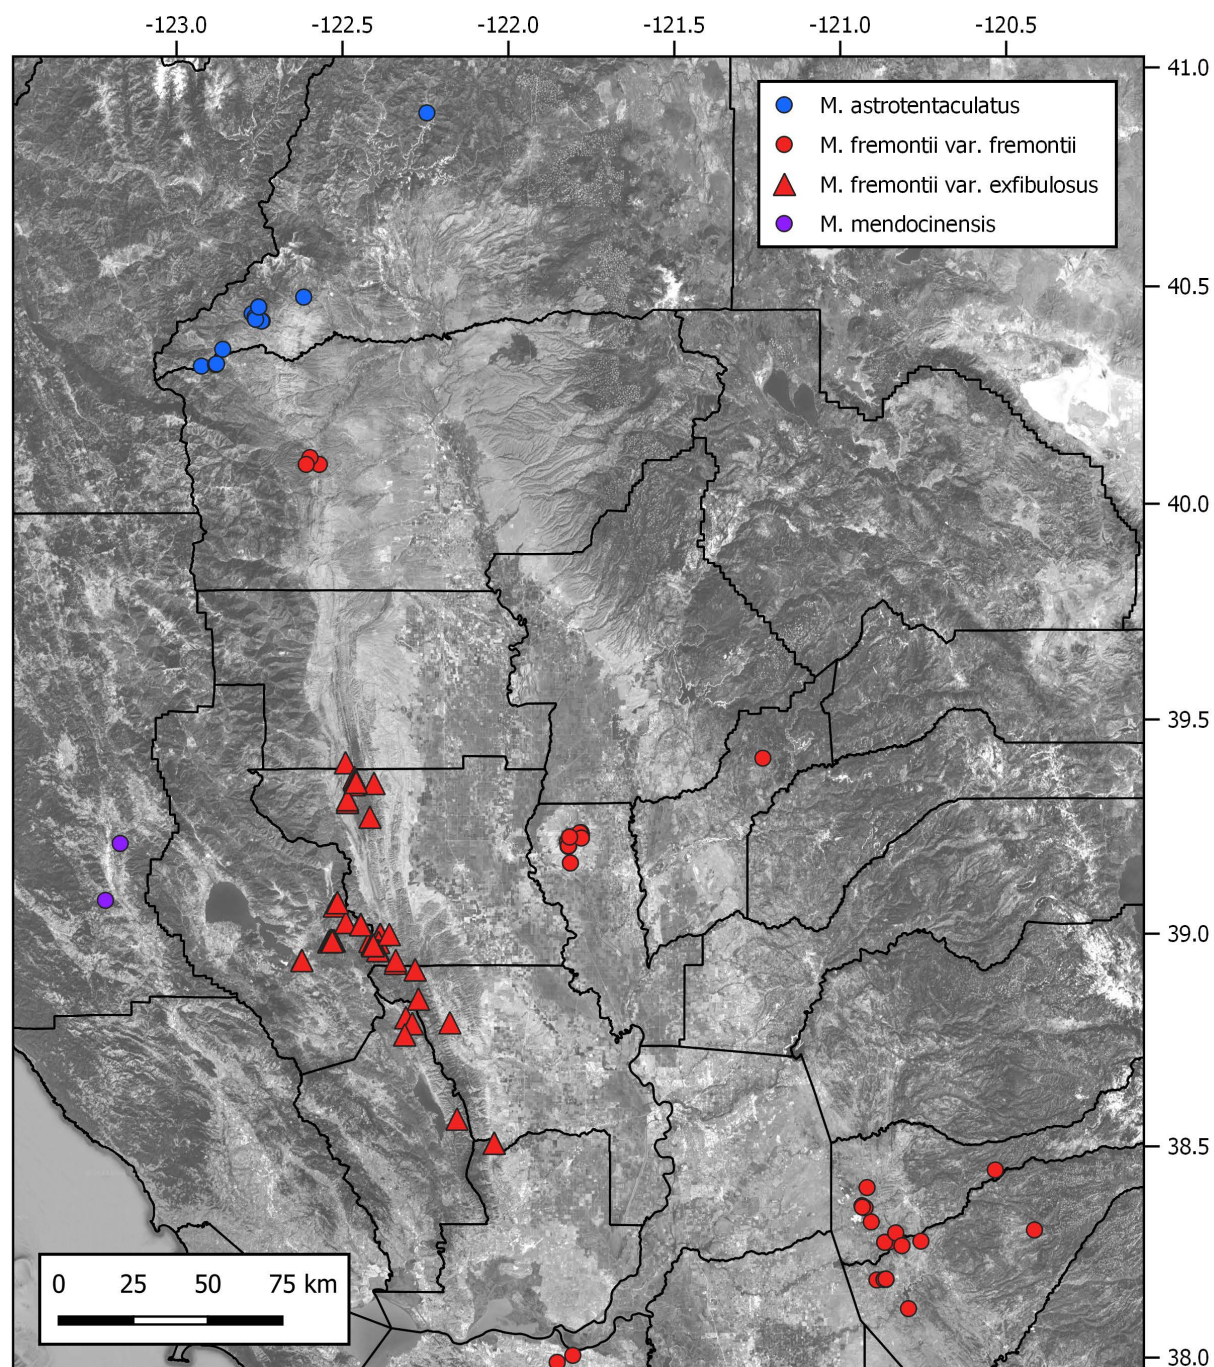 -123.0 -122.5 -122.0 -121.5 -121.0 -120.5
41.0
M. astrotentaculatus
M. fremontii var. fremontii
M. fremontii var. exfibulosus
M. mendocinensis
40.5
40.0
39.5
39.0
38.5
0 25 50 75 km
38.0